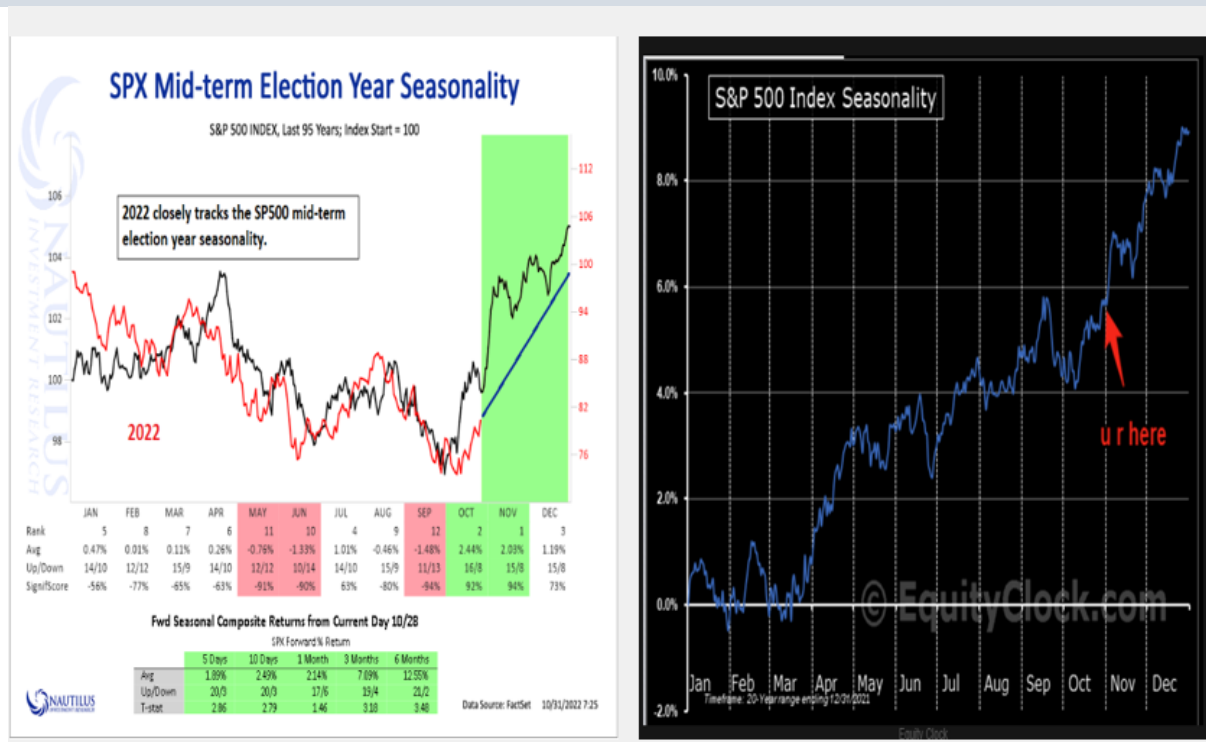 SPX Mid-term Election Year Seasonality
S&P 500 INDEX, Last 95 Years; Index Start = 100
112
106
106
2022 closely tracks the SP500 mid-term
election year seasonality.
104
100
102
94
100
88
82
98
2022
76
NAUTILUS
INVESTMENT RESEARCH
JAN FEB MAR APR MAY JUN JUL AUG SEP OCT NOV DEC
Rank 5 8 7 6 11 10 4 9 12 2 1 3
Avg 0.47% 0.01% 0.11% 0.26% -0.76% -1.33% 1.01% -0.46% -1.48% 2.44% 2.03% 1.19%
Up/Down 14/10 12/12 15/9 14/10 12/12 10/14 14/10 15/9 11/13 16/8 15/8 15/8
SignifScore -56% -77% -65% -63% -91% -90% 63% -80% -94% 92% 94% 73%
Fwd Seasonal Composite Returns from Current Day 10/28
SPX Forward % Return
5 Days 10 Days 1 Month 3 Months 6 Months
Avg 1.89% 2.49% 2.14% 7.09% 12.55%
Up/Down 20/3 20/3 17/6 19/4 21/2
T-stat 2.86 2.79 1.46 3.18 3.48
NAUTILUS
INVESTMENT RESEARCH
Data Source: FactSet 10/31/2022 7:25
10.0%
S&P 500 Index Seasonality
8.0%
6.0%
4.0%
u r here
2.0%
0.0%
© EquityClock.com
Jan Feb Mar Apr May Jun Jul Aug Sep Oct Nov Dec
Timeframe: 20-Year range ending 12/31/2021
-2.0%
Equity Clock